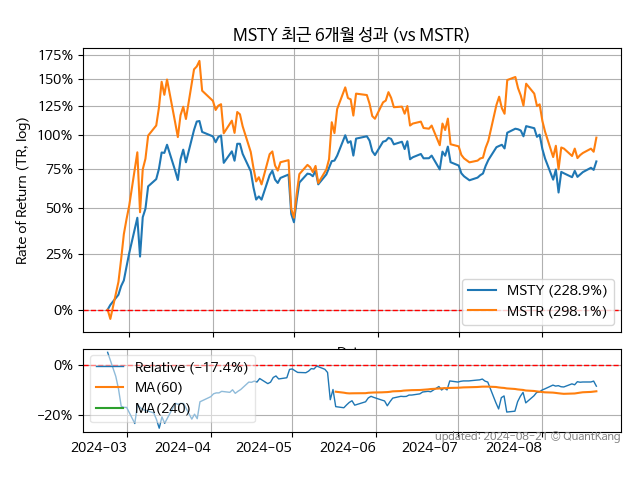 MSTY 최근 6개월 성과 (vs MSTR)
Rate of Return (TR, log)
175%
150%
125%
100%
75%
50%
25%
0%
MSTY (228.9%)
MSTR (298.1%)
0%
−20%
Relative (−17.4%)
MA(60)
MA(240)
updated: 2024-08-21 © QuantKang
2024-03 2024-04 2024-05 2024-06 2024-07 2024-08